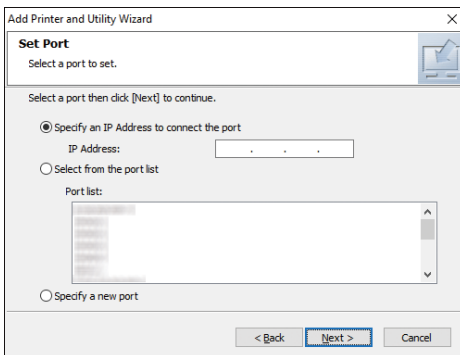 Add Printer and Utility Wizard
Set Port
Select a port to set.
Select a port then click [Next] to continue.
Specify an IP Address to connect the port
IP Address: . . .
Select from the port list
Port list:
Specify a new port
< Back Next > Cancel